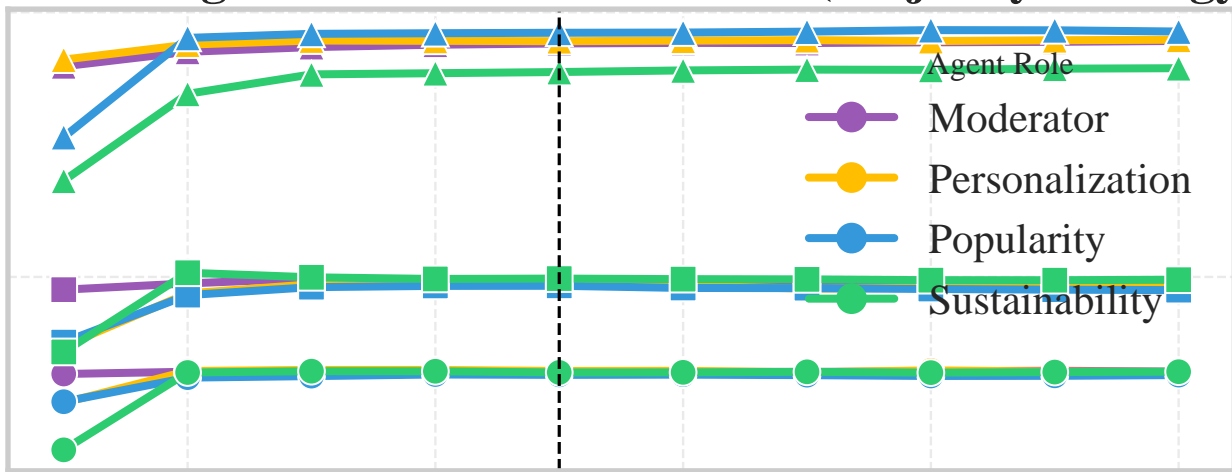 Agent Role
Moderator
Personalization
Popularity
Sustainability